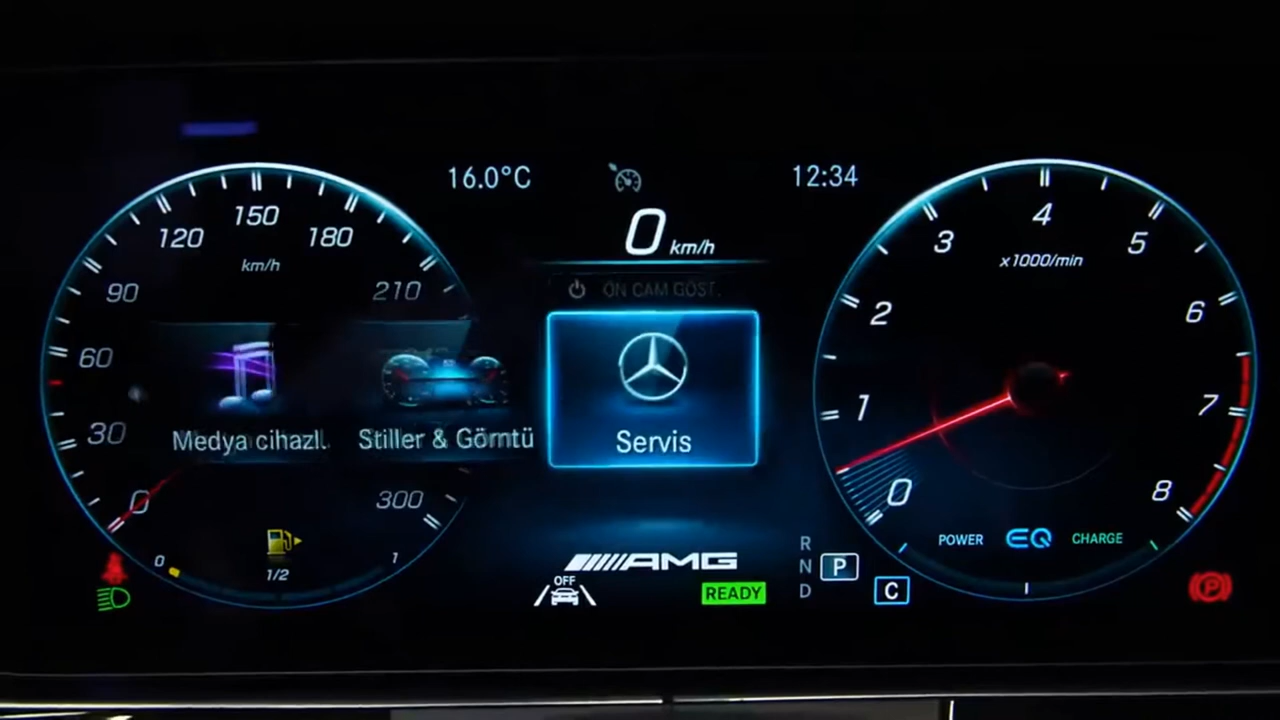 16.0°C
12:34
0 km/h
ÖN CAM GÖST.
Servis
Medya cihazl.
Stiller & Görntü
0
30
60
90
120
150
180
210
300
km/h
0
1/2
1
AMG
OFF
READY
R
N
P
D
C
0
1
2
3
4
5
6
7
8
x1000/min
POWER
EQ
CHARGE
P